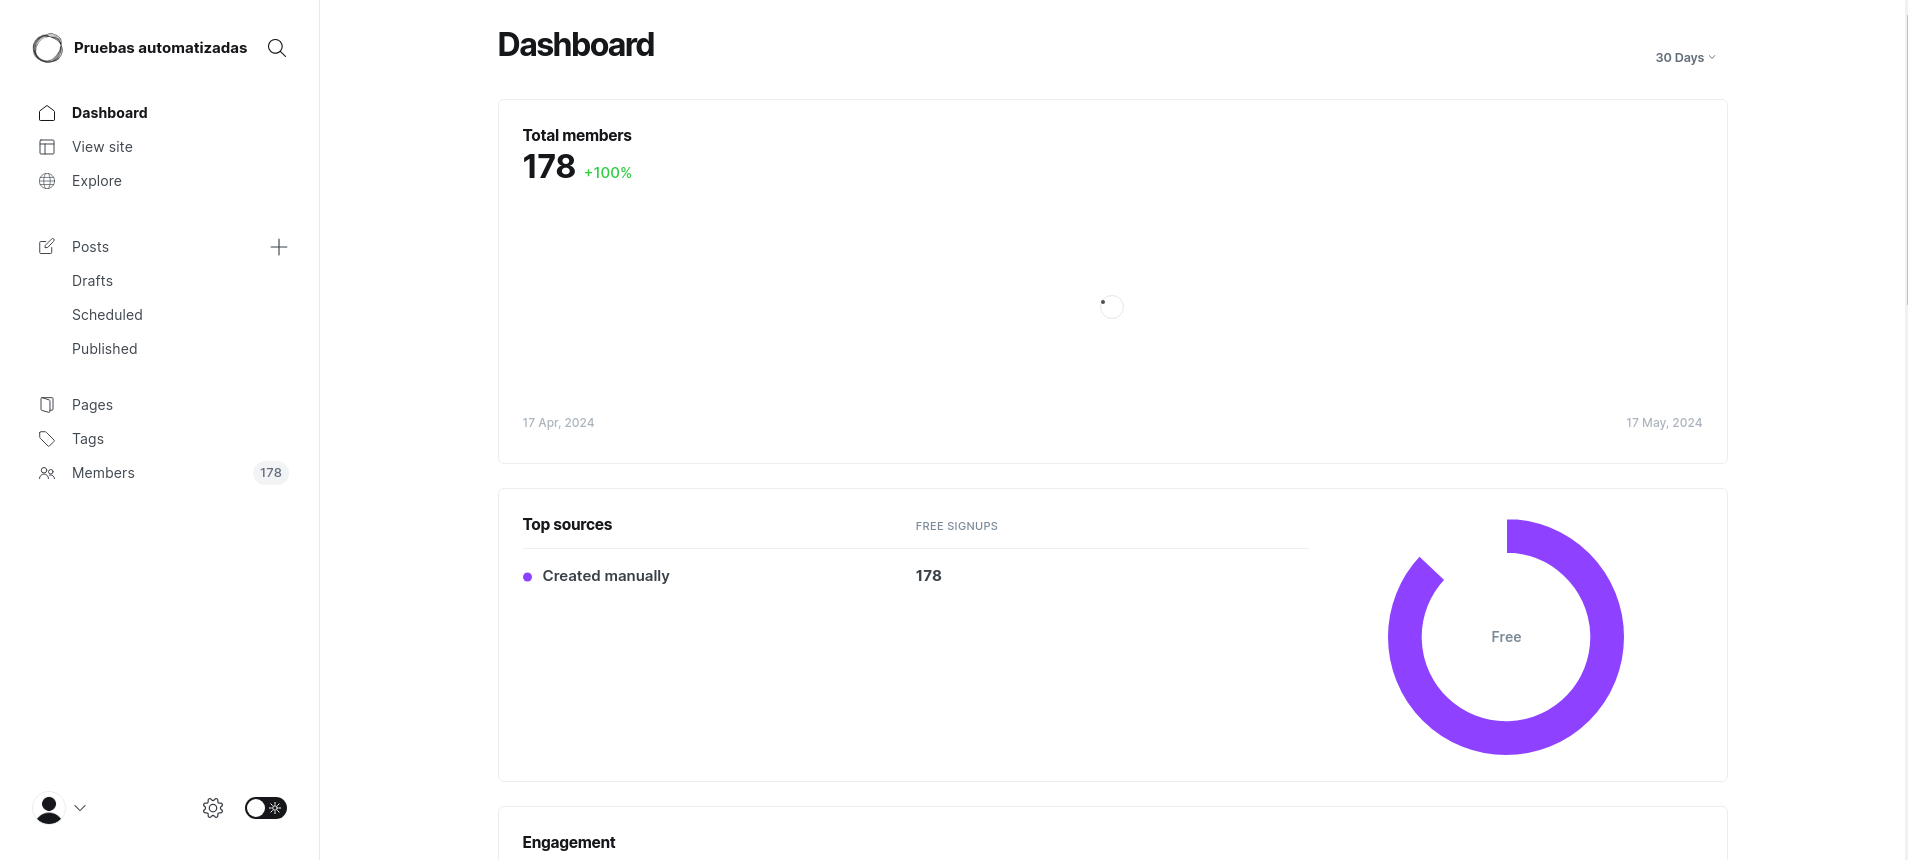 Pruebas automatizadas
Dashboard
View site
Explore
Posts
Drafts
Scheduled
Published
Pages
Tags
Members 178
Dashboard
30 Days
Total members
178 +100%
17 Apr, 2024 17 May, 2024
Top sources FREE SIGNUPS
Created manually 178
Free
Engagement